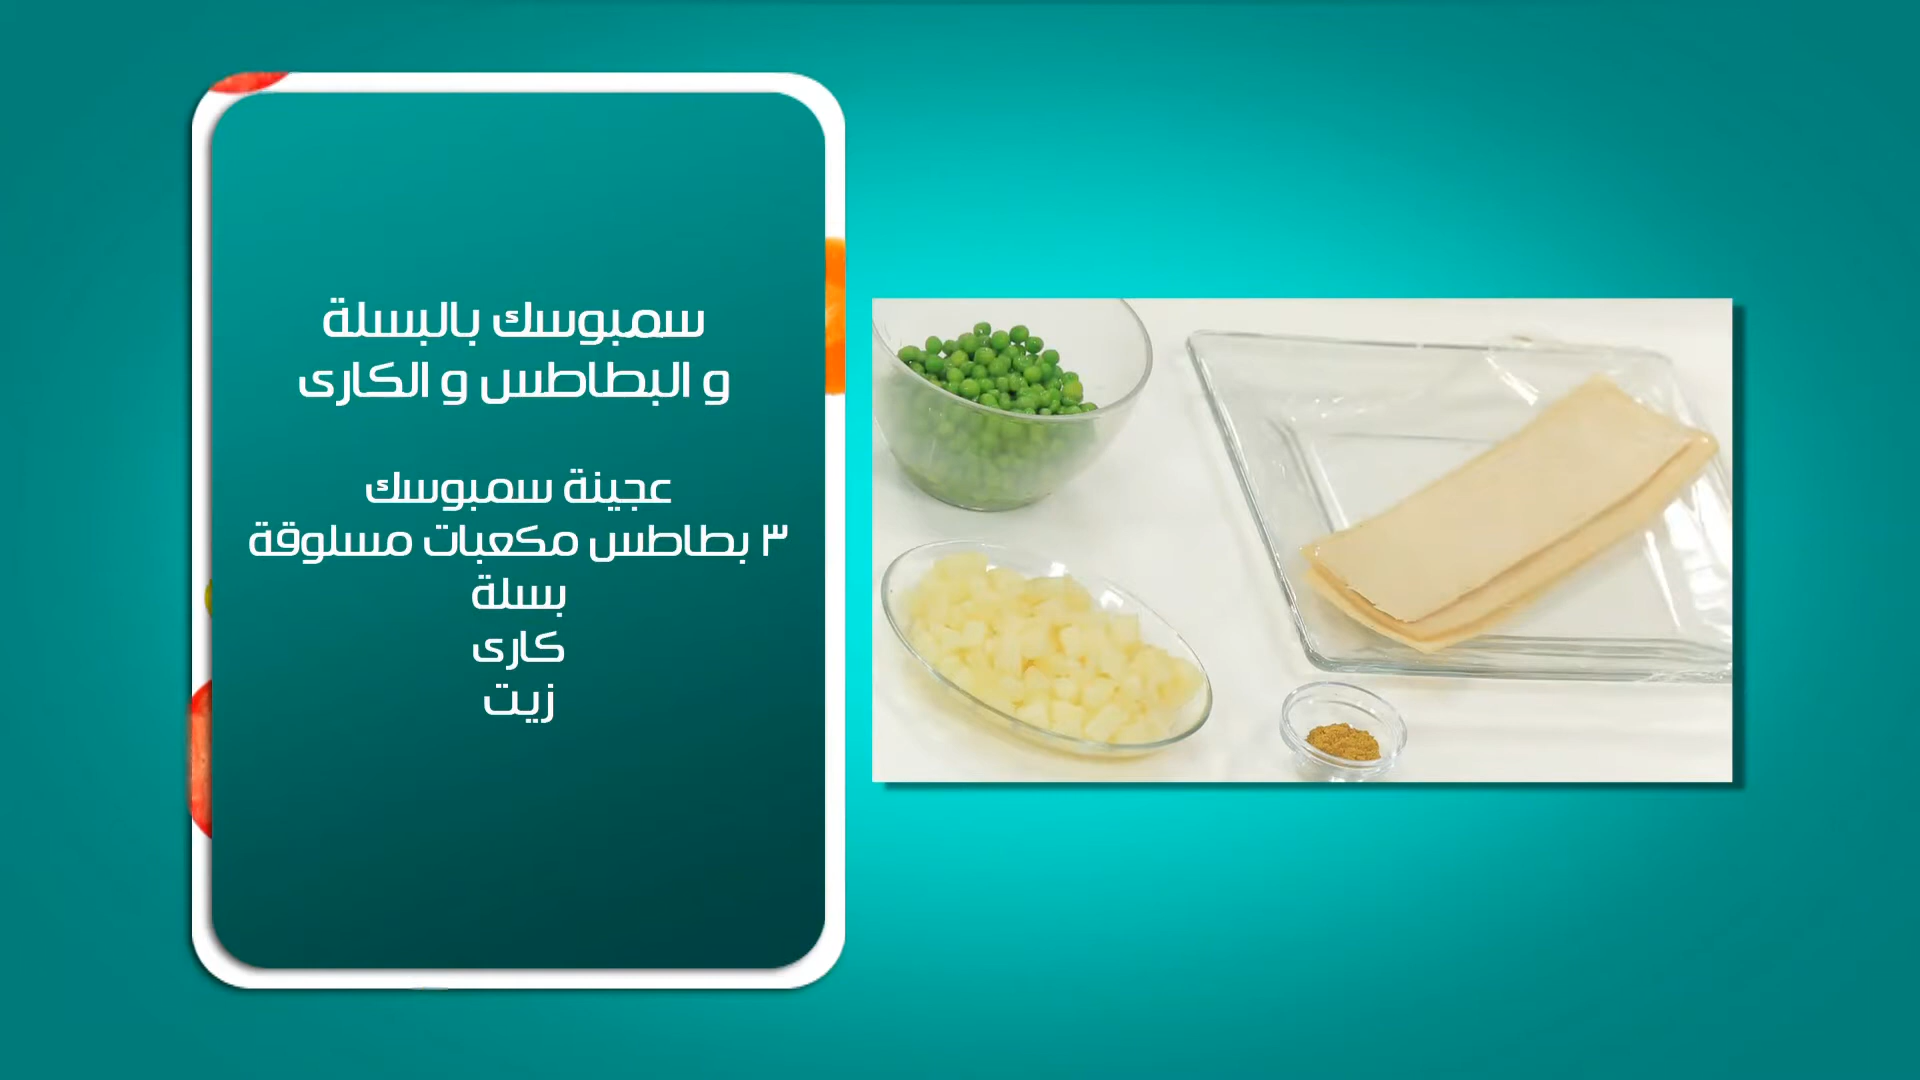 سمبوسك بالبسلة
و البطاطس و الكارى
عجينة سمبوسك
٣ بطاطس مكعبات مسلوقة
بسلة
كارى
زيت